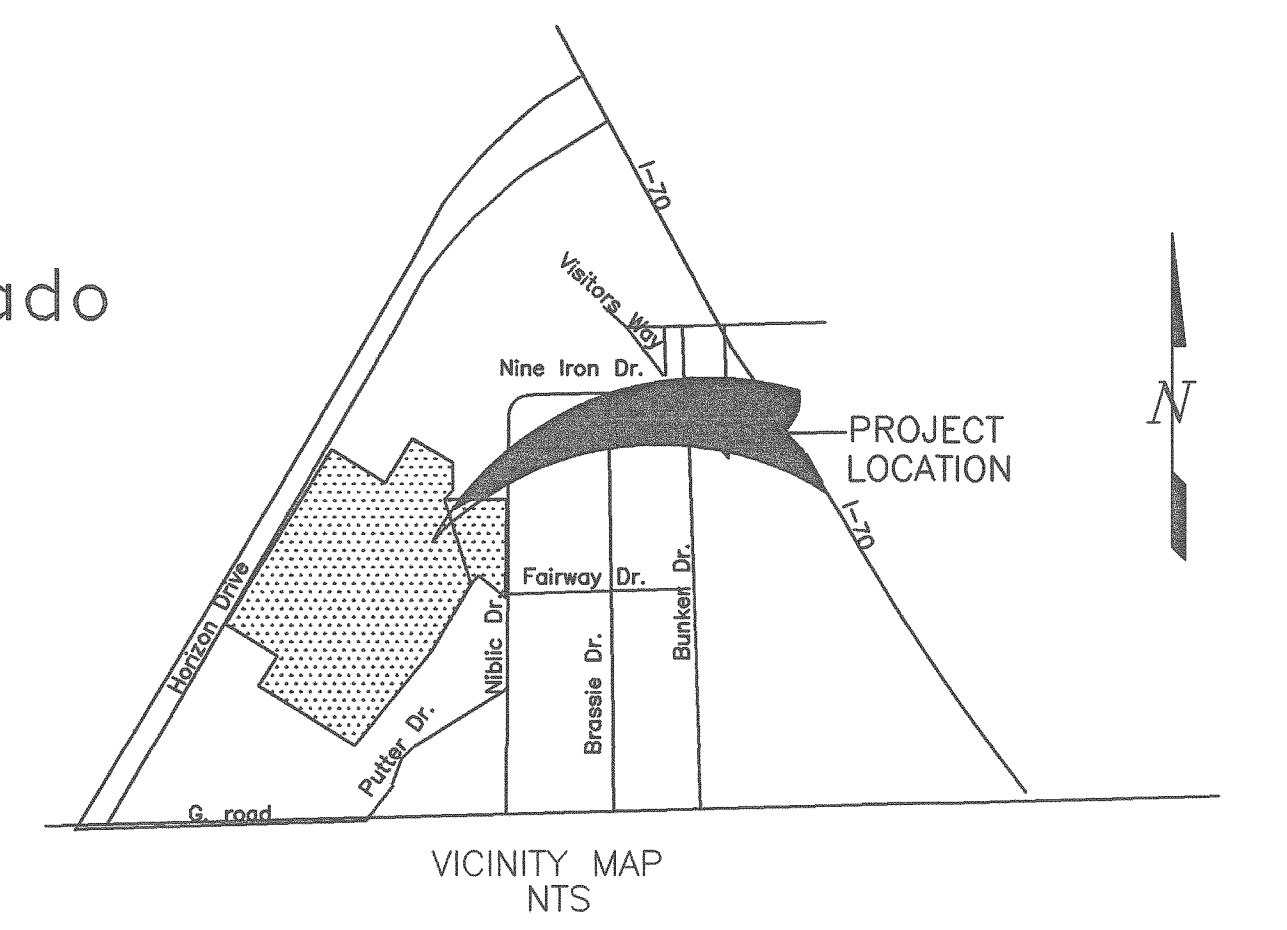 I-70
Visitors Way
ado
Nine Iron Dr.
N
PROJECT
LOCATION
I-70
Horizon Drive
Fairway Dr.
Niblic Dr.
Bunker Dr.
Brassie Dr.
Putter Dr.
G. road
VICINITY MAP
NTS